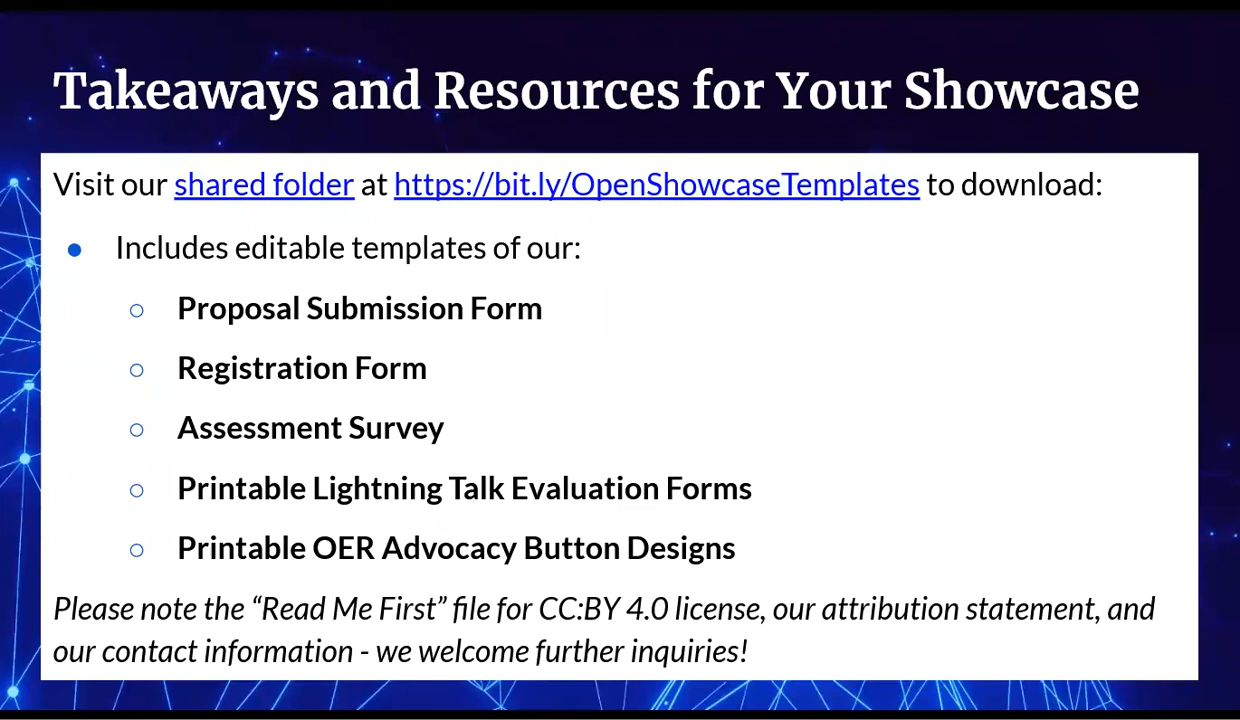 Takeaways and Resources for Your Showcase
Visit our shared folder at https://bit.ly/OpenShowcaseTemplates to download:
● Includes editable templates of our:
○ Proposal Submission Form
○ Registration Form
○ Assessment Survey
○ Printable Lightning Talk Evaluation Forms
○ Printable OER Advocacy Button Designs
Please note the “Read Me First” file for CC:BY 4.0 license, our attribution statement, and
our contact information - we welcome further inquiries!